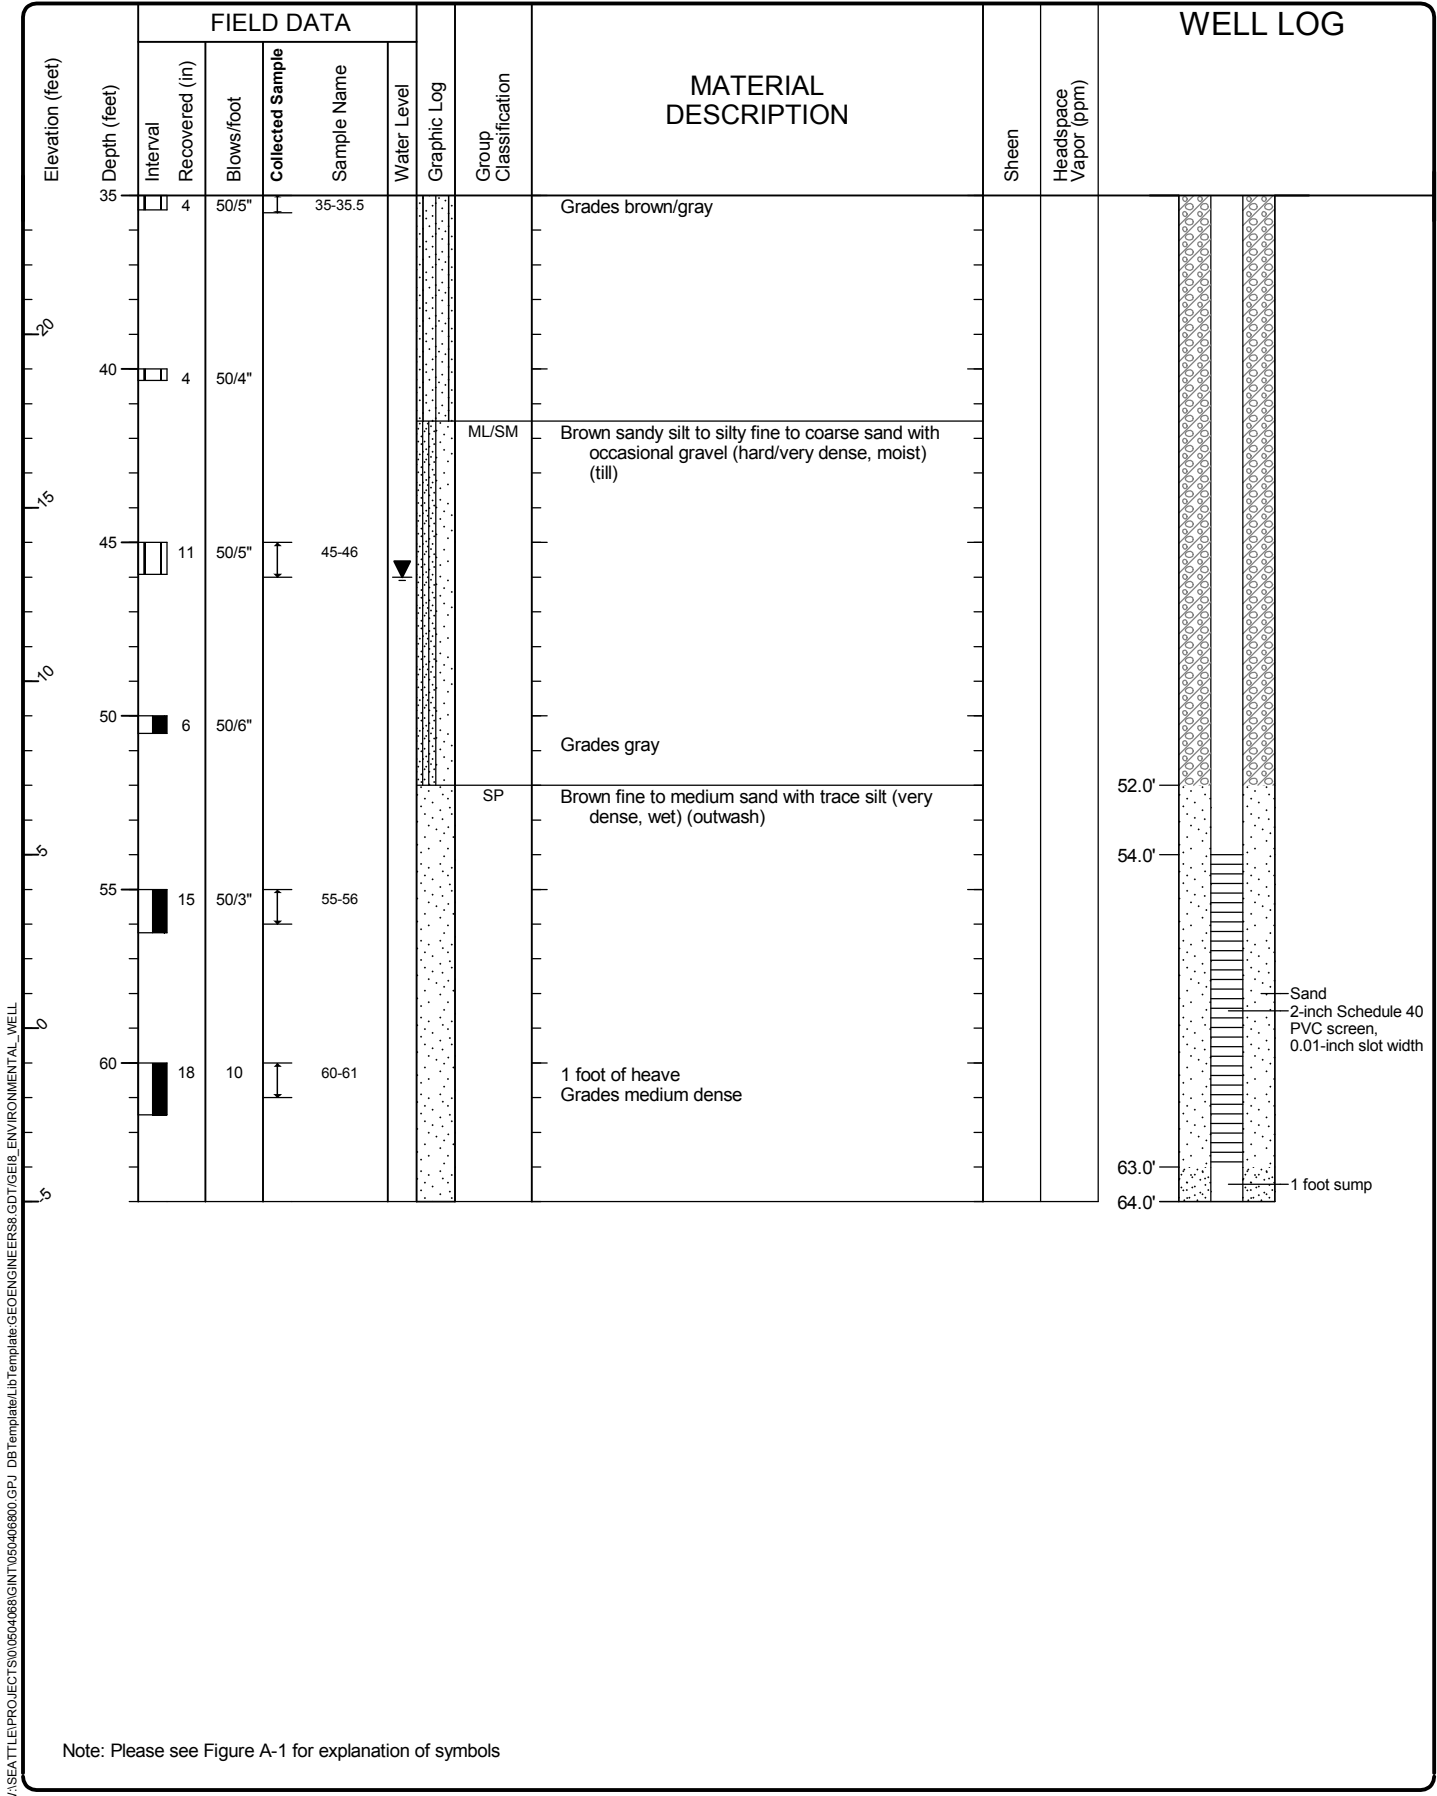 FIELD DATA
WELL LOG
Elevation (feet)
Depth (feet)
Interval
Recovered (in)
Blows/foot
Collected Sample
Sample Name
Water Level
Graphic Log
Group
Classification
MATERIAL
DESCRIPTION
Sheen
Headspace
Vapor (ppm)
35
4
50/5"
35-35.5
Grades brown/gray
20
40
4
50/4"
ML/SM
Brown sandy silt to silty fine to coarse sand with
occasional gravel (hard/very dense, moist)
(till)
15
45
11
50/5"
45-46
10
50
6
50/6"
Grades gray
52.0'
SP
Brown fine to medium sand with trace silt (very
dense, wet) (outwash)
5
54.0'
55
15
50/3"
55-56
Sand
2-inch Schedule 40
PVC screen,
0.01-inch slot width
0
60
18
10
60-61
1 foot of heave
Grades medium dense
63.0'
1 foot sump
-5
64.0'
Note: Please see Figure A-1 for explanation of symbols
V:\SEATTLE\PROJECTS\0\0504068\GINT\050406800.GPJ DBTemplate/LibTemplate:GEOENGINEERS8.GDT/GEI8_ENVIRONMENTAL_WELL